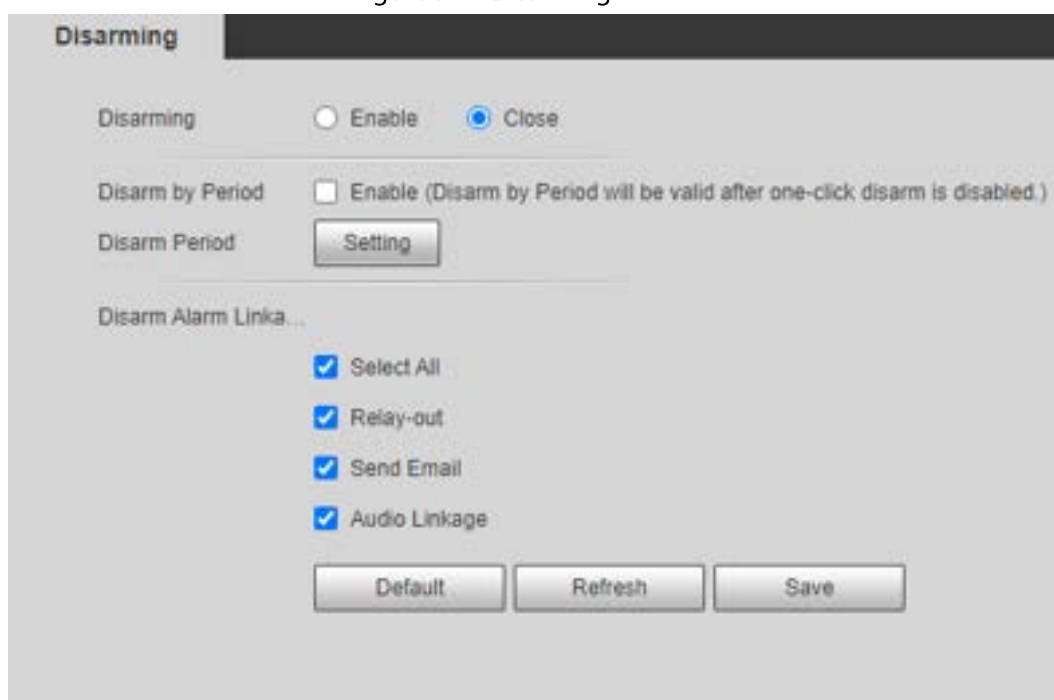 Disarming
Disarming Enable Close
Disarm by Period Enable (Disarm by Period will be valid after one-click disarm is disabled.)
Disarm Period Setting
Disarm Alarm Linka...
Select All
Relay-out
Send Email
Audio Linkage
Default Refresh Save